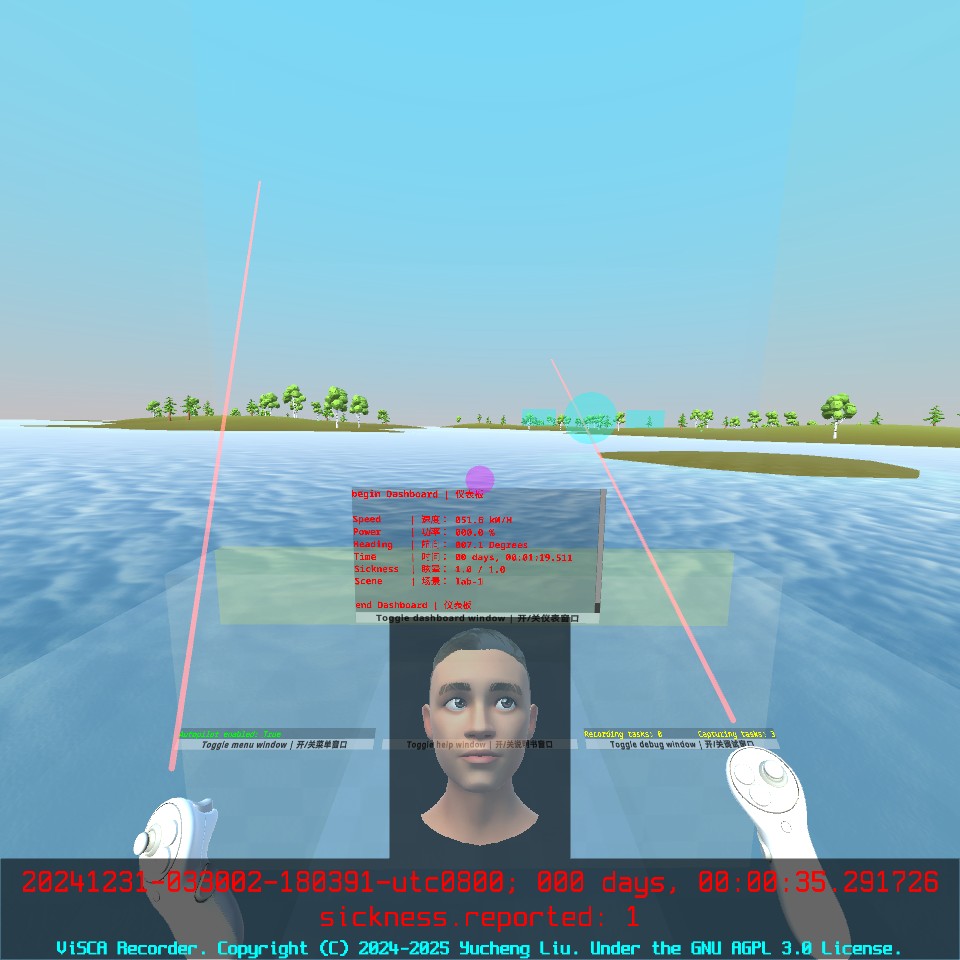 begin Dashboard | 仪表板
Speed | 速度: 051.6 kW/H
Power | 功率: 000.0 %
Heading | 007.1 Degrees
Time | 时间: 00 days, 00:01:19.511
Sickness | 眩晕: 1.0 / 1.0
Scene | 场景: lab-1
end Dashboard | 仪表板
Toggle dashboard window | 开/关仪表窗口
Autopilot enabled: True
Toggle menu window | 开/关菜单窗口
Toggle help window | 开/关说明书窗口
Recording tasks: 0 Capturing tasks: 3
Toggle debug window | 开/关调试窗口
20241231-033002-180391-utc0800; 000 days, 00:00:35.291726
sickness.reported: 1
ViSCA Recorder. Copyright (C) 2024-2025 Yucheng Liu. Under the GNU AGPL 3.0 License.